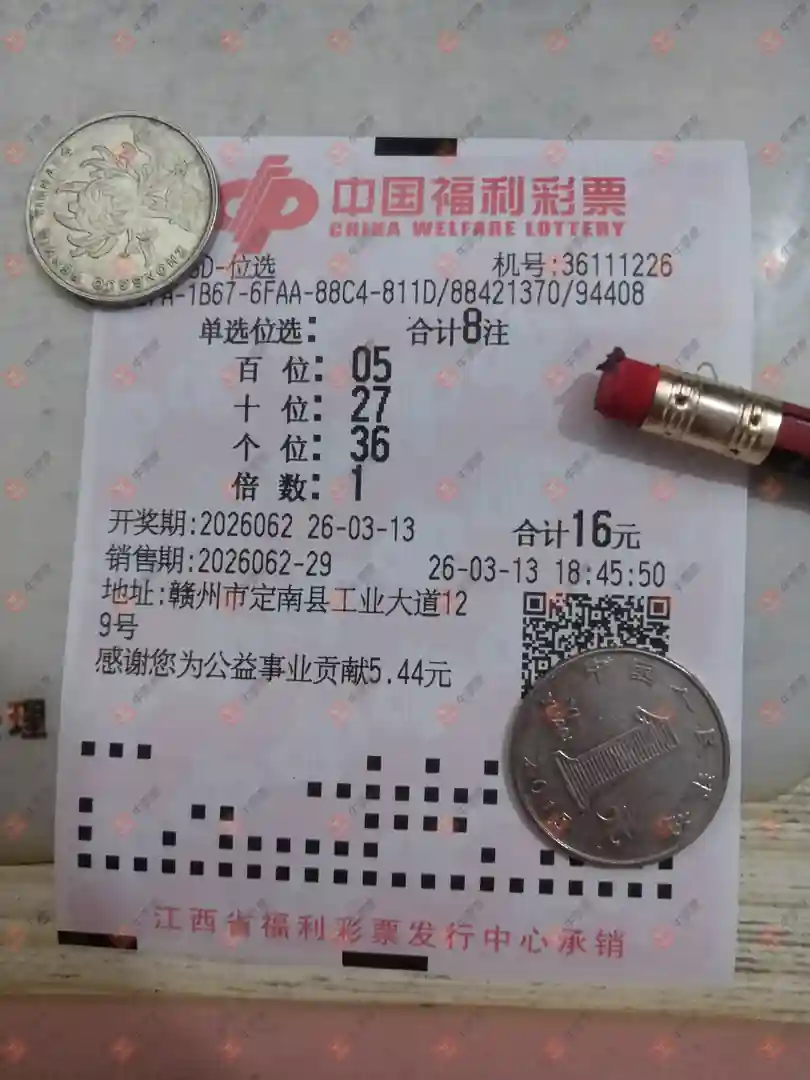 中国福利彩票
CHINA WELFARE LOTTERY
D-位选 机号:36111226
-1B67-6FAA-88C4-811D/88421370/94408
单选位选: 合计8注
百 位: 05
十 位: 27
个 位: 36
倍 数: 1
开奖期:2026062 26-03-13 合计16元
销售期:2026062-29 26-03-13 18:45:50
地址:赣州市定南县工业大道12
9号
感谢您为公益事业贡献5.44元
理
江西省福利彩票发行中心承销